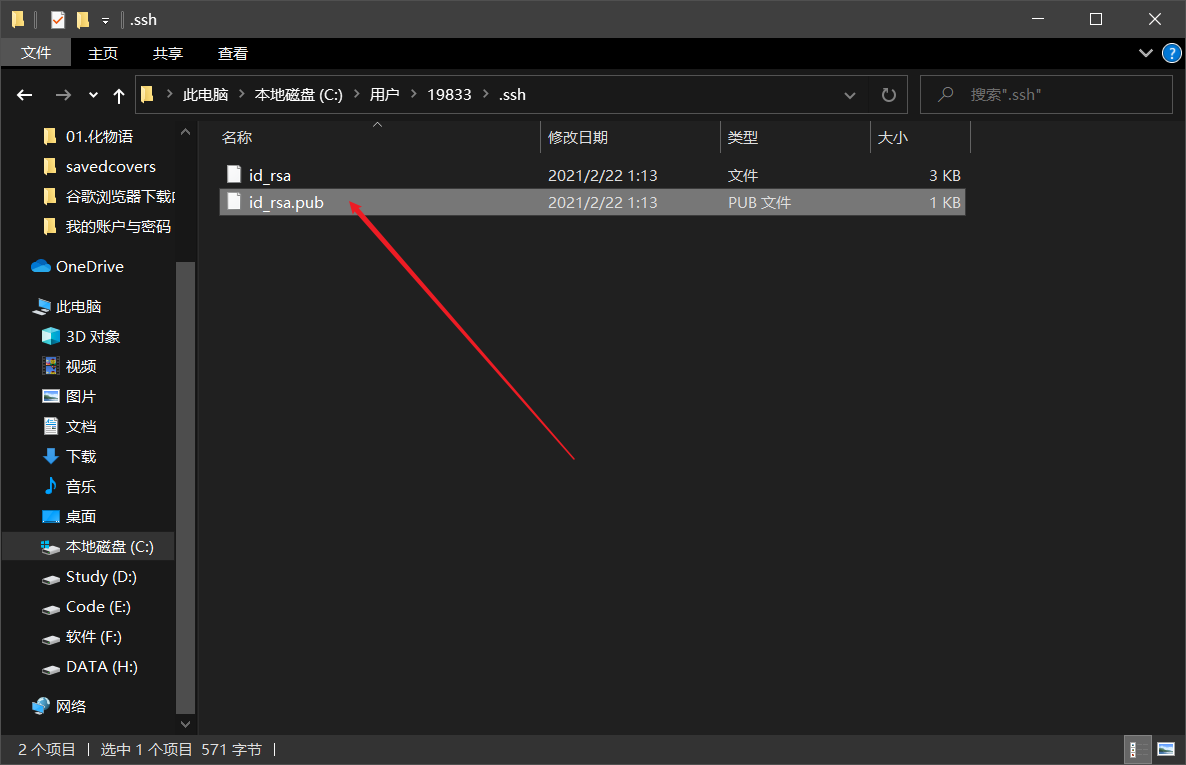 .ssh
文件 主页 共享 查看
此电脑 本地磁盘 (C:) 用户 19833 .ssh 搜索".ssh"
名称 修改日期 类型 大小
id_rsa 2021/2/22 1:13 文件 3 KB
id_rsa.pub 2021/2/22 1:13 PUB 文件 1 KB
01.化物语
savedcovers
谷歌浏览器下载
我的账户与密码
OneDrive
此电脑
3D 对象
视频
图片
文档
下载
音乐
桌面
本地磁盘 (C:)
Study (D:)
Code (E:)
软件 (F:)
DATA (H:)
网络
2 个项目 选中 1 个项目 571 字节